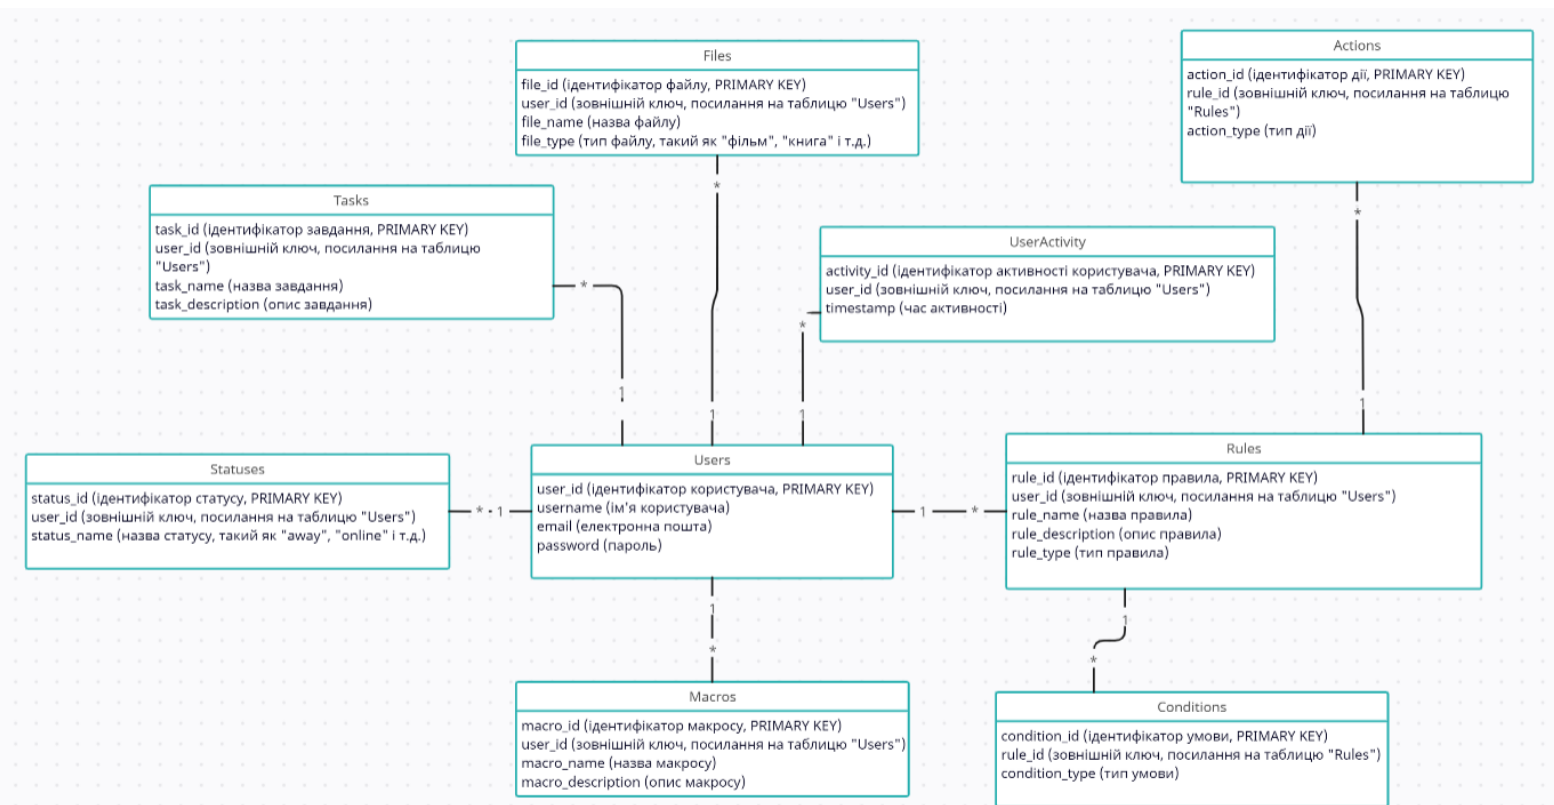 Files
file_id (ідентифікатор файлу, PRIMARY KEY)
user_id (зовнішній ключ, посилання на таблицю "Users")
file_name (назва файлу)
file_type (тип файлу, такий як "фільм", "книга" і т.д.)
*
1
Actions
action_id (ідентифікатор дії, PRIMARY KEY)
rule_id (зовнішній ключ, посилання на таблицю
"Rules")
action_type (тип дії)
*
1
Tasks
task_id (ідентифікатор завдання, PRIMARY KEY)
user_id (зовнішній ключ, посилання на таблицю
"Users")
task_name (назва завдання)
task_description (опис завдання)
*
1
UserActivity
activity_id (ідентифікатор активності користувача, PRIMARY KEY)
user_id (зовнішній ключ, посилання на таблицю "Users")
timestamp (час активності)
*
1
Statuses
status_id (ідентифікатор статусу, PRIMARY KEY)
user_id (зовнішній ключ, посилання на таблицю "Users")
status_name (назва статусу, такий як "away", "online" і т.д.)
*
1
Users
user_id (ідентифікатор користувача, PRIMARY KEY)
username (ім'я користувача)
email (електронна пошта)
password (пароль)
1
*
Rules
rule_id (ідентифікатор правила, PRIMARY KEY)
user_id (зовнішній ключ, посилання на таблицю "Users")
rule_name (назва правила)
rule_description (опис правила)
rule_type (тип правила)
1
*
1
*
Macros
macro_id (ідентифікатор макросу, PRIMARY KEY)
user_id (зовнішній ключ, посилання на таблицю "Users")
macro_name (назва макросу)
macro_description (опис макросу)
Conditions
condition_id (ідентифікатор умови, PRIMARY KEY)
rule_id (зовнішній ключ, посилання на таблицю "Rules")
condition_type (тип умови)